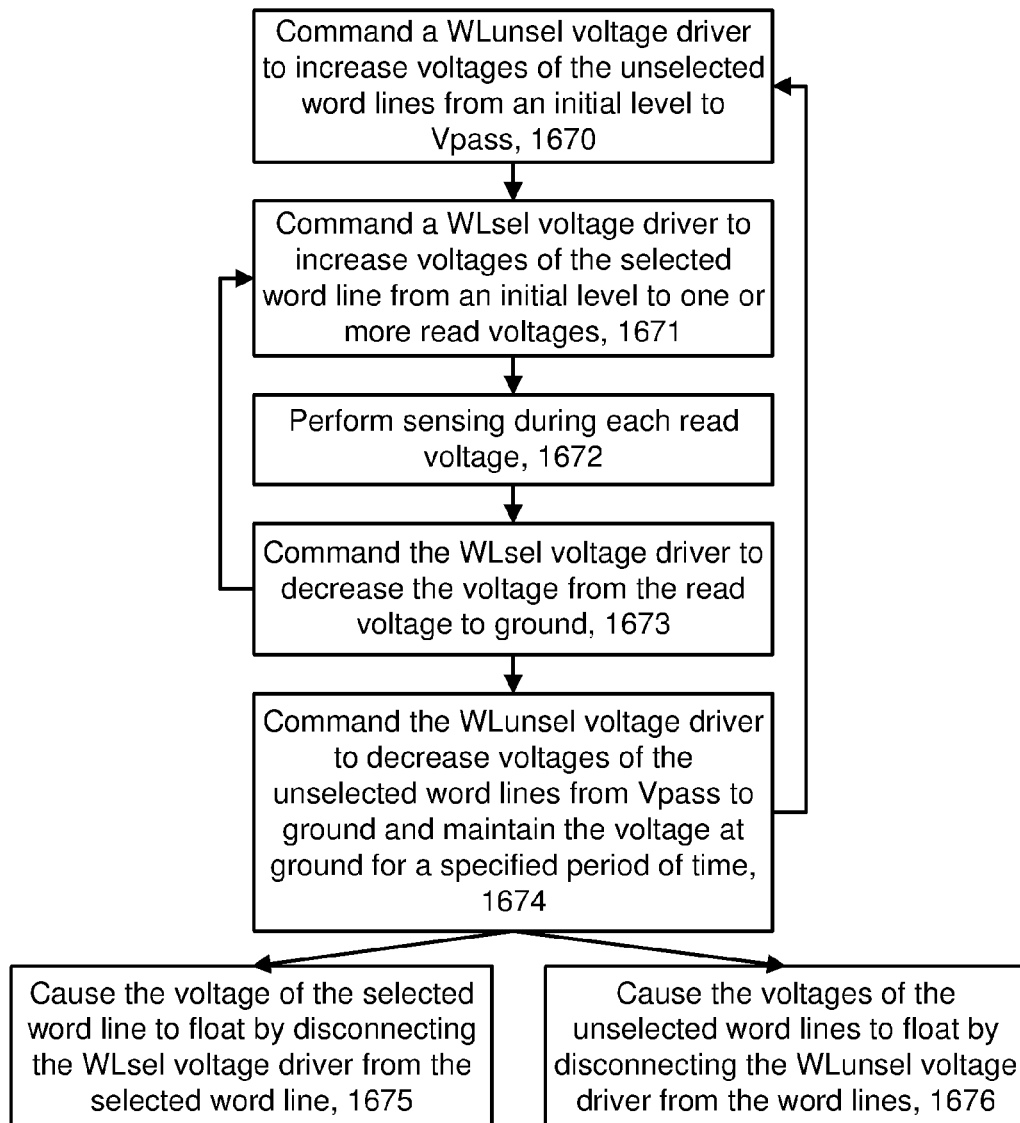 Command a WLunsel voltage driver
to increase voltages of the unselected
word lines from an initial level to
Vpass, 1670
Command a WLsel voltage driver to
increase voltages of the selected
word line from an initial level to one or
more read voltages, 1671
Perform sensing during each read
voltage, 1672
Command the WLsel voltage driver to
decrease the voltage from the read
voltage to ground, 1673
Command the WLunsel voltage driver
to decrease voltages of the
unselected word lines from Vpass to
ground and maintain the voltage at
ground for a specified period of time,
1674
Cause the voltage of the selected
word line to float by disconnecting
the WLsel voltage driver from the
selected word line, 1675
Cause the voltages of the
unselected word lines to float by
disconnecting the WLunsel voltage
driver from the word lines, 1676